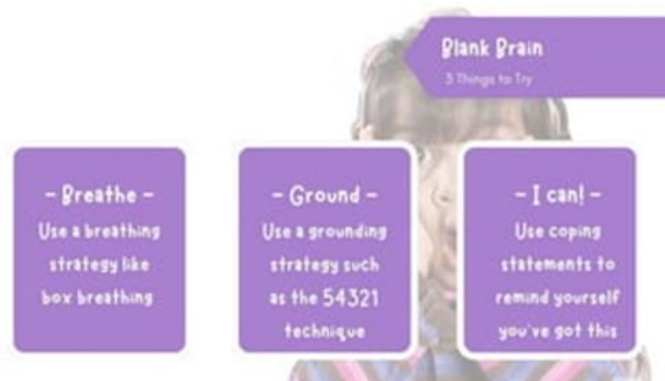 Blank Brain
3 Things to Try
- Breathe -
Use a breathing
strategy like
box breathing
- Ground -
Use a grounding
strategy such
as the 54321
technique
- I can! -
Use coping
statements to
remind yourself
you've got this